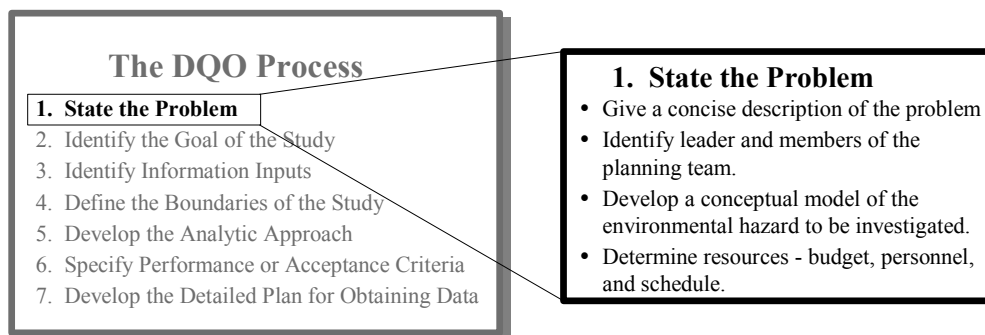 The DQO Process
1. State the Problem
2. Identify the Goal of the Study
3. Identify Information Inputs
4. Define the Boundaries of the Study
5. Develop the Analytic Approach
6. Specify Performance or Acceptance Criteria
7. Develop the Detailed Plan for Obtaining Data
1. State the Problem
• Give a concise description of the problem
• Identify leader and members of the
planning team.
• Develop a conceptual model of the
environmental hazard to be investigated.
• Determine resources - budget, personnel,
and schedule.